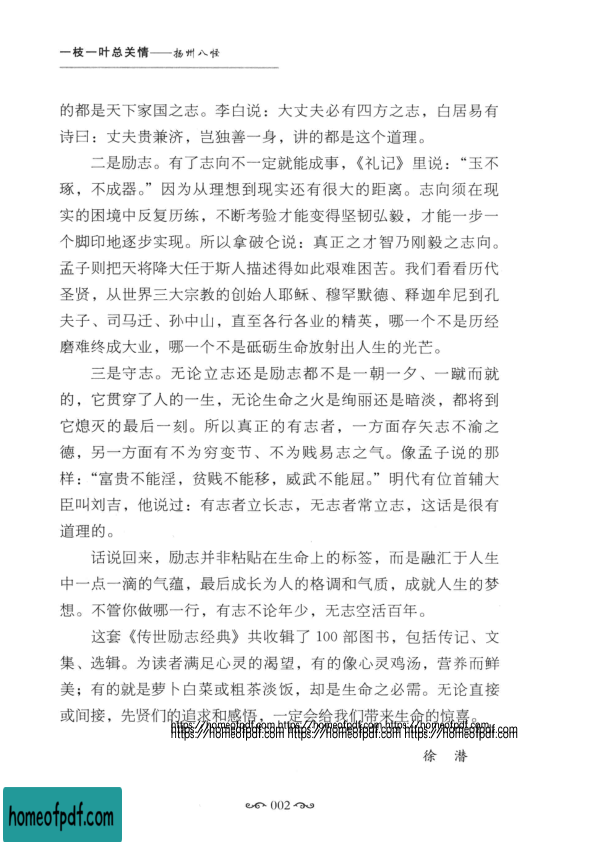 一枝一叶总关情——扬州八怪
的都是天下家国之志。李白说：大丈夫必有四方之志，白居易有
诗曰：丈夫贵兼济，岂独善一身，讲的都是这个道理。
二是励志。有了志向不一定就能成事，《礼记》里说：“玉不
琢，不成器。”因为从理想到现实还有很大的距离。志向须在现
实的困境中反复历练，不断考验才能变得坚韧弘毅，才能一步一
个脚印地逐步实现。所以拿破仑说：真正之才智乃刚毅之志向。
孟子则把天将降大任于斯人描述得如此艰难困苦。我们看看历代
圣贤，从世界三大宗教的创始人耶稣、穆罕默德、释迦牟尼到孔
夫子、司马迁、孙中山，直至各行各业的精英，哪一个不是历经
磨难终成大业，哪一个不是砥砺生命放射出人生的光芒。
三是守志。无论立志还是励志都不是一朝一夕、一蹴而就
的，它贯穿了人的一生，无论生命之火是绚丽还是暗淡，都将到
它熄灭的最后一刻。所以真正的有志者，一方面存矢志不渝之
德，另一方面有不为穷变节、不为贱易志之气。像孟子说的那
样：“富贵不能淫，贫贱不能移，威武不能屈。”明代有位首辅大
臣叫刘吉，他说过：有志者立长志，无志者常立志，这话是很有
道理的。
话说回来，励志并非粘贴在生命上的标签，而是融汇于人生
中一点一滴的气蕴，最后成长为人的格调和气质，成就人生的梦
想。不管你做哪一行，有志不论年少，无志空活百年。
这套《传世励志经典》共收辑了 100 部图书，包括传记、文
集、选辑。为读者满足心灵的渴望，有的像心灵鸡汤，营养而鲜
美；有的就是萝卜白菜或粗茶淡饭，却是生命之必需。无论直接
或间接，先贤们的追求和感悟，一定会给我们带来生命的惊喜。
https://homeofpdf.com https://homeofpdf.com https://homeofpdf.com
https://homeofpdf.com https://homeofpdf.com https://homeofpdf.com
徐 潜
002
homeofpdf.com